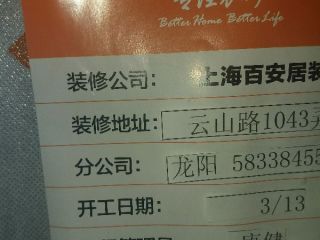 Better Home Better Life
装修公司: 上海百安居装
装修地址: 云山路1043弄
分公司: 龙阳 58338455
开工日期: 3/13